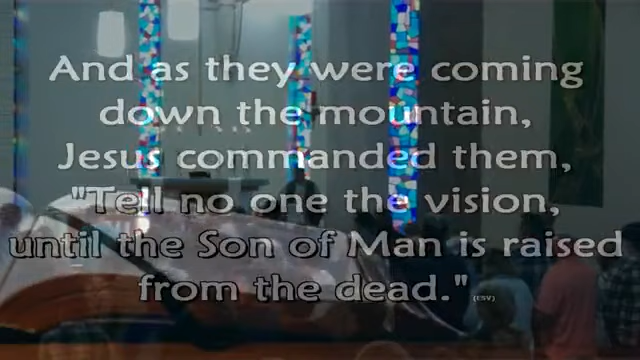 And as they were coming
down the mountain,
Jesus commanded them,
"Tell no one the vision,
until the Son of Man is raised
from the dead." (ESV)